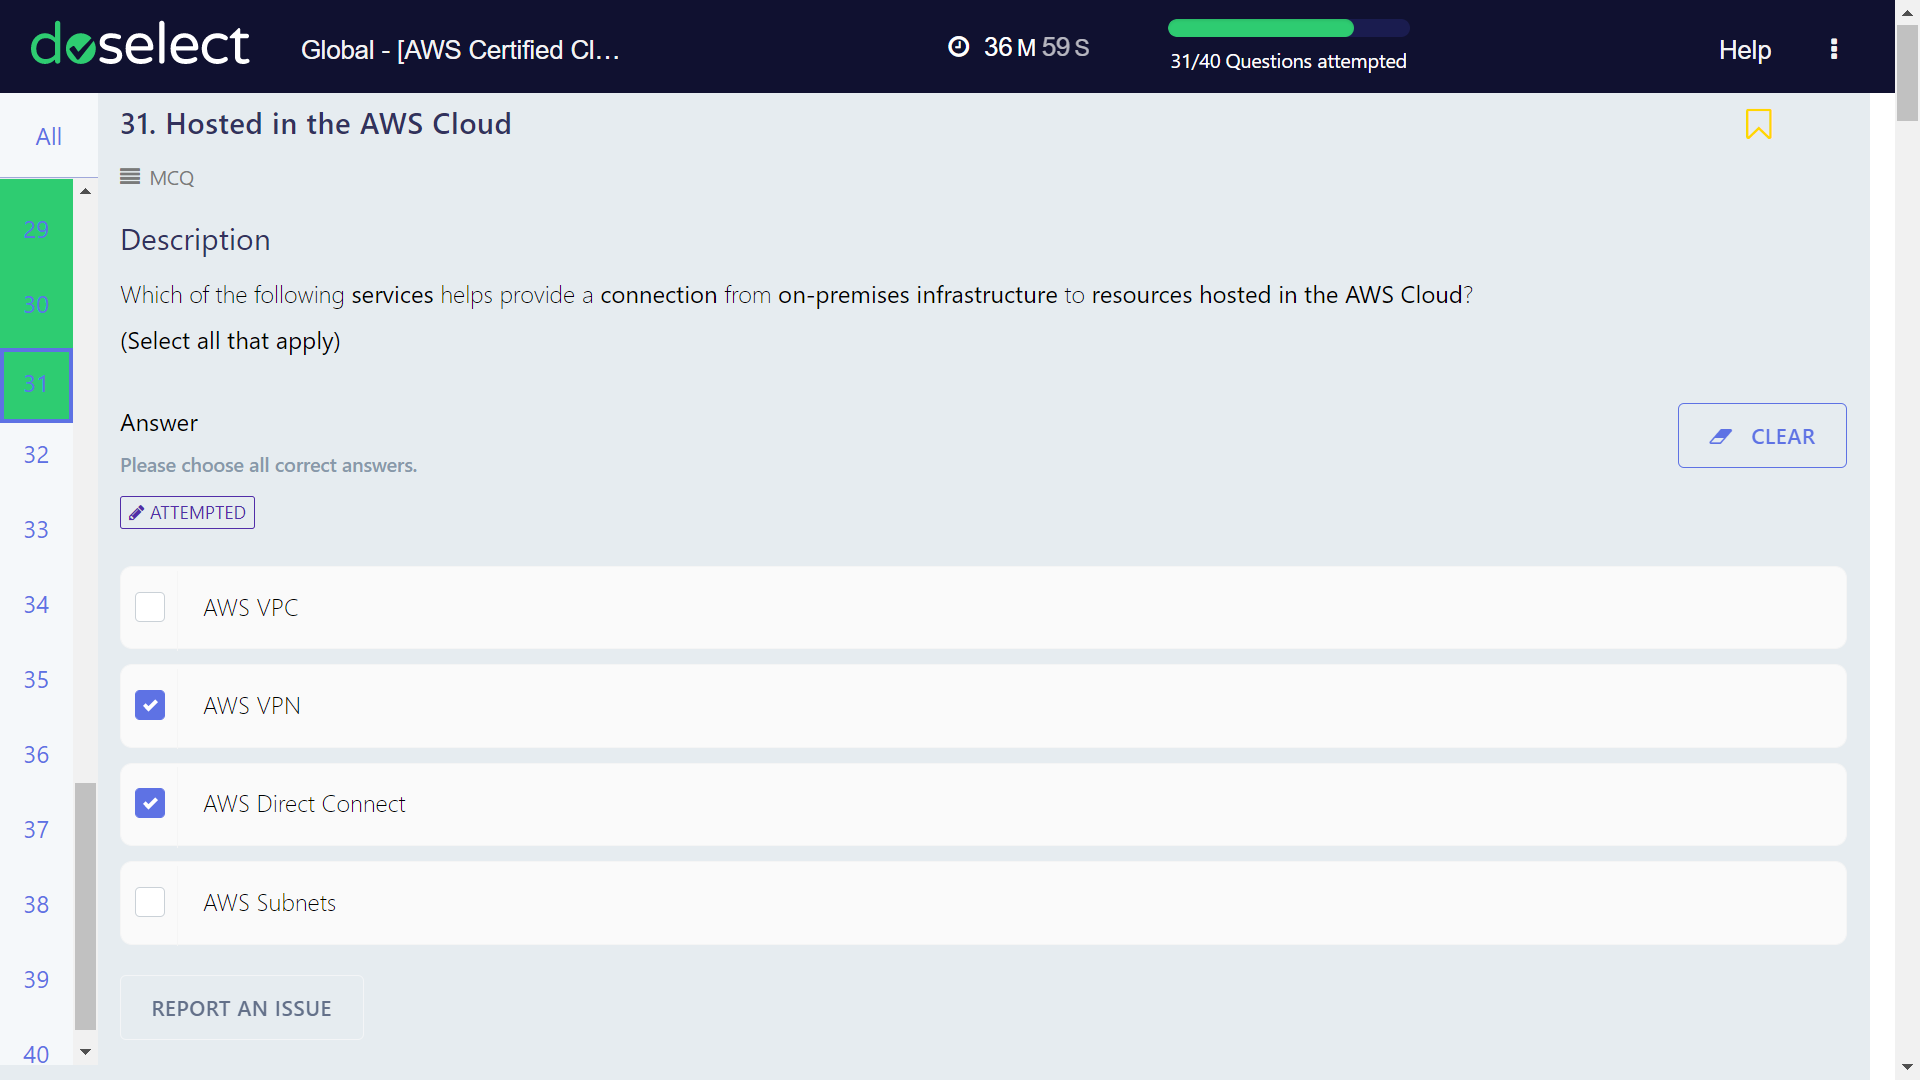 doselect
Global - [AWS Certified Cl...
36 M 59 S
31/40 Questions attempted
Help
All
29
30
31
32
33
34
35
36
37
38
39
40
31. Hosted in the AWS Cloud
MCQ
Description
Which of the following services helps provide a connection from on-premises infrastructure to resources hosted in the AWS Cloud?
(Select all that apply)
Answer
CLEAR
Please choose all correct answers.
ATTEMPTED
AWS VPC
AWS VPN
AWS Direct Connect
AWS Subnets
REPORT AN ISSUE